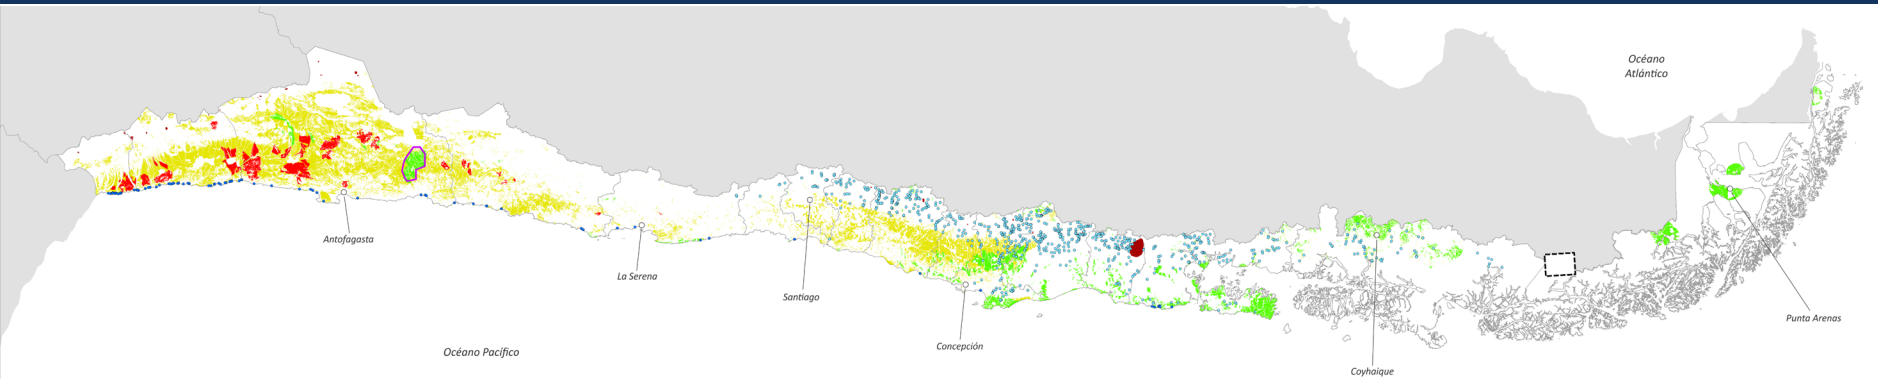 Océano
Atlántico
Antofagasta
La Serena
Santiago
Punta Arenas
Concepción
Océano Pacífico
Coyhaique